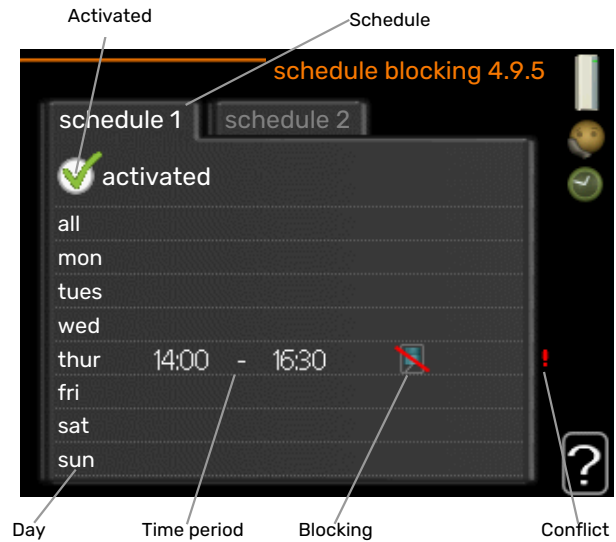 Activated
Schedule
schedule blocking 4.9.5
schedule 1
schedule 2
activated
all
mon
tues
wed
thur 14:00 - 16:30 !
fri
sat
sun
?
Day
Time period
Blocking
Conflict